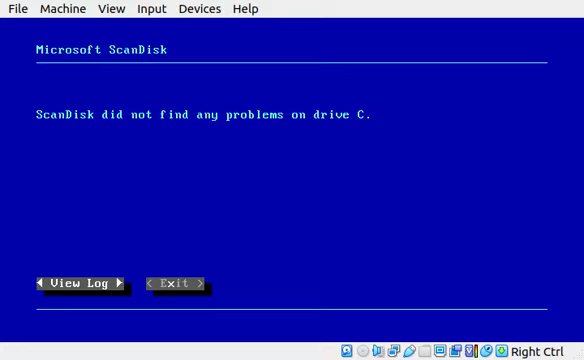 File Machine View Input Devices Help
Microsoft ScanDisk
ScanDisk did not find any problems on drive C.
◄ View Log ► < Exit >
Right Ctrl